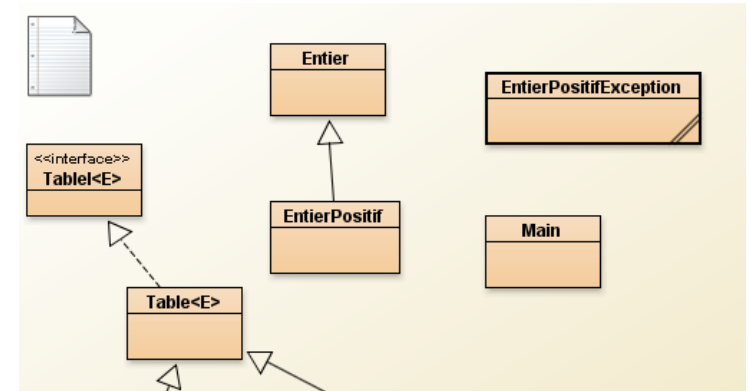 Entier
EntierPositifException
<<interface>>
TableI<E>
EntierPositif
Main
Table<E>